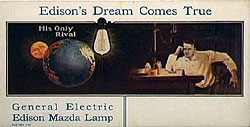 Edison's Dream Comes True
His Only
Rival
General Electric
Edison Mazda Lamp